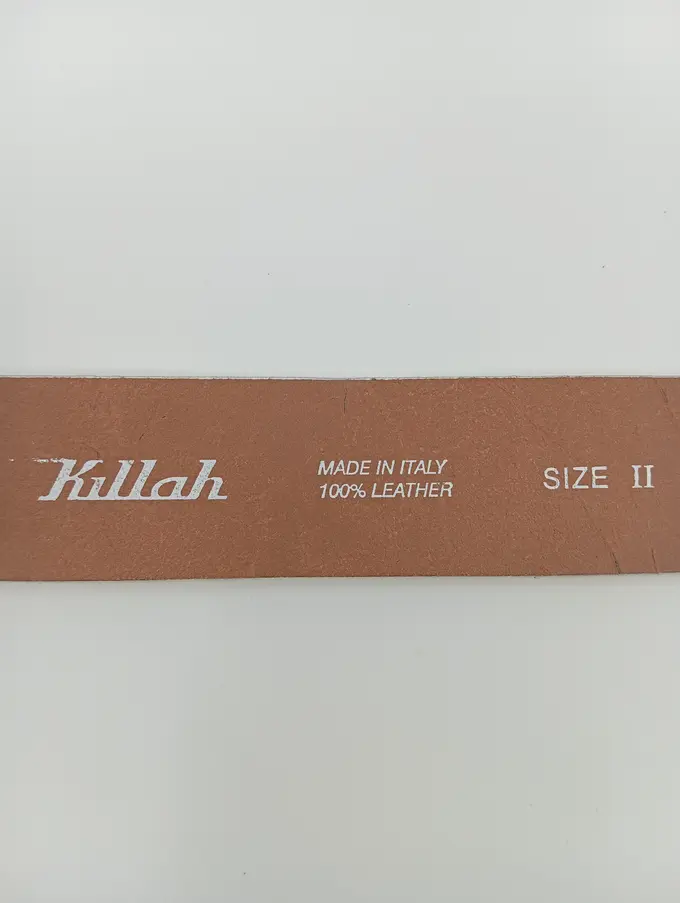 Killah
MADE IN ITALY
100% LEATHER
SIZE II